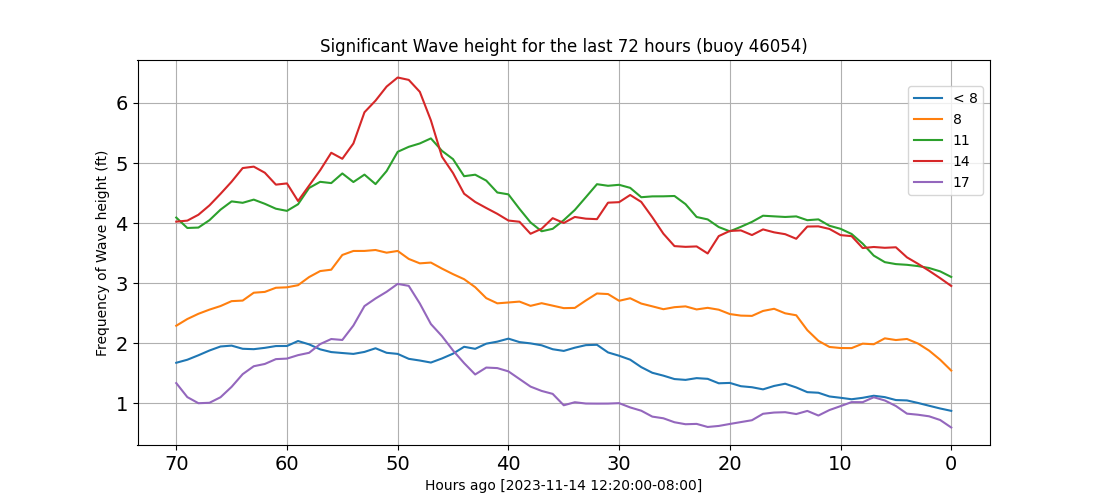 Significant Wave height for the last 72 hours (buoy 46054)
Frequency of Wave height (ft)
6
5
4
3
2
1
< 8
8
11
14
17
70 60 50 40 30 20 10 0
Hours ago [2023-11-14 12:20:00-08:00]